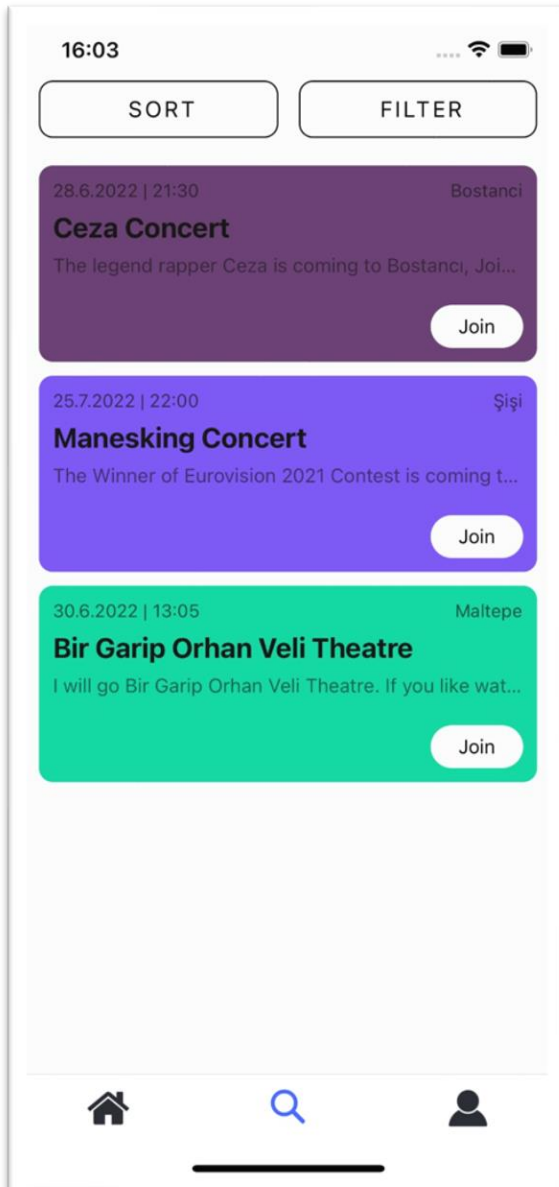 16:03
SORT FILTER
28.6.2022 | 21:30 Bostanci
Ceza Concert
The legend rapper Ceza is coming to Bostancı, Joi...
Join
25.7.2022 | 22:00 Şişi
Manesking Concert
The Winner of Eurovision 2021 Contest is coming t...
Join
30.6.2022 | 13:05 Maltepe
Bir Garip Orhan Veli Theatre
I will go Bir Garip Orhan Veli Theatre. If you like wat...
Join